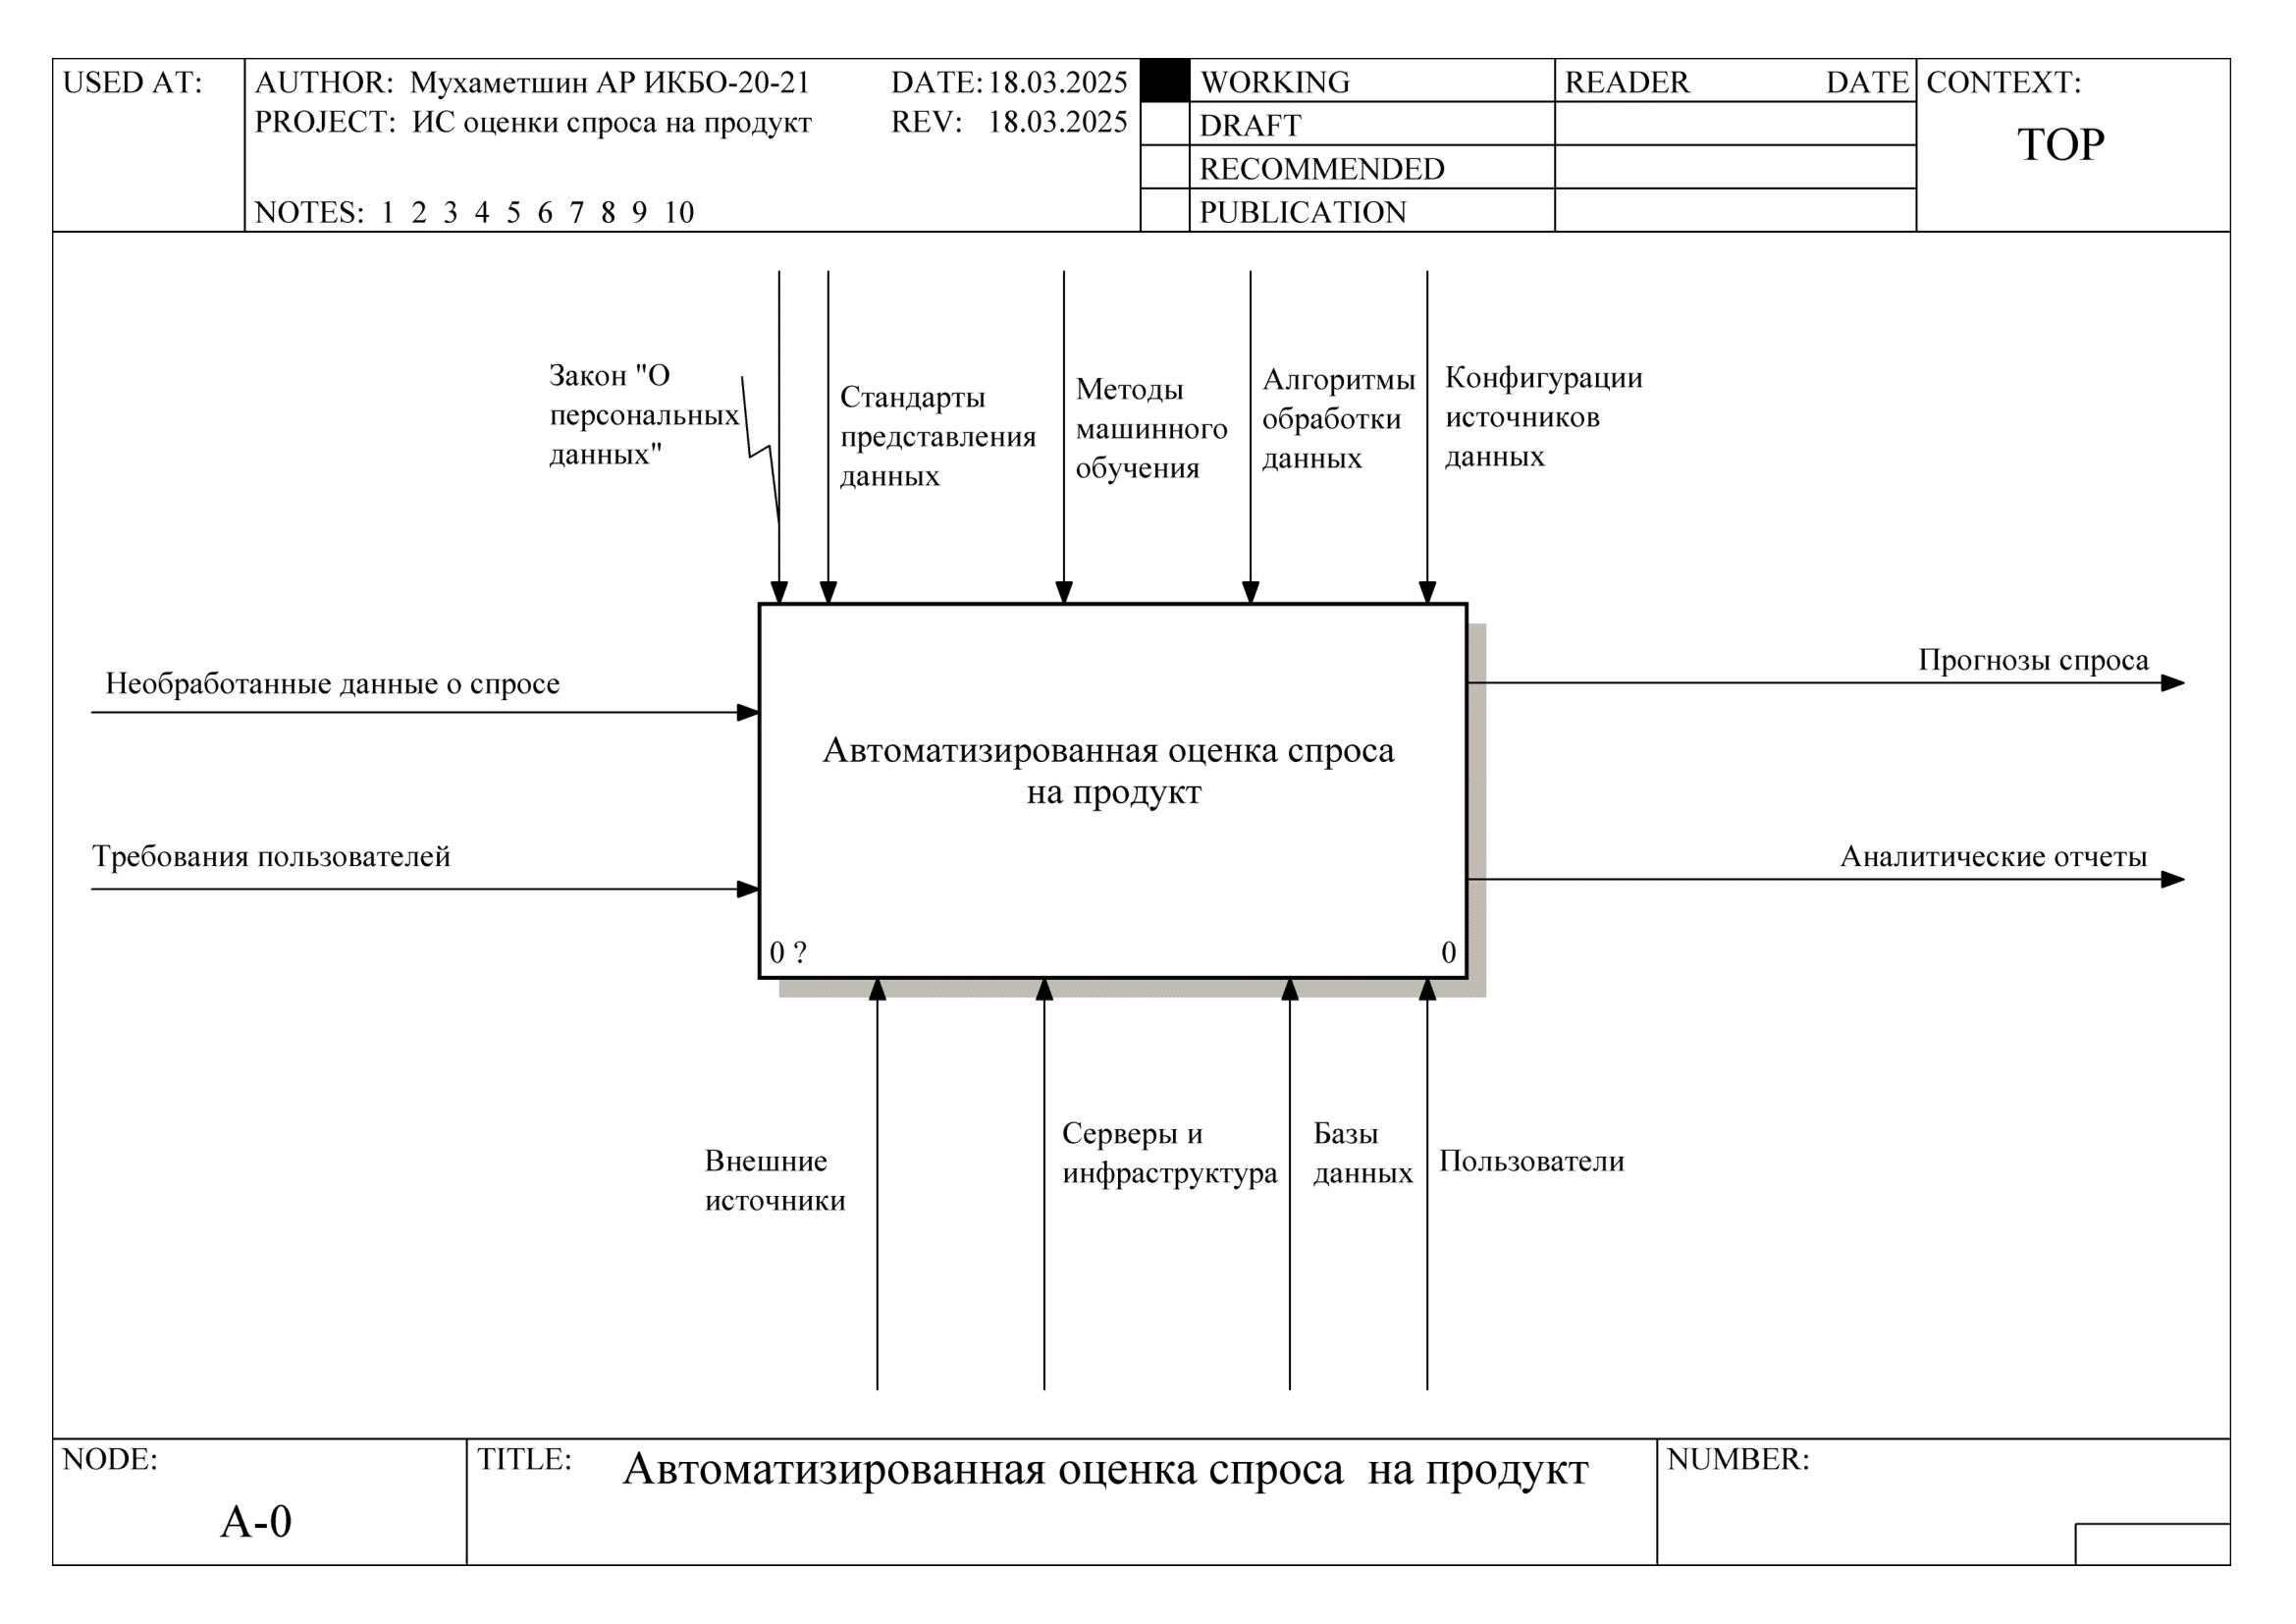 USED AT:
AUTHOR: Мухаметшин АР ИКБО-20-21
DATE: 18.03.2025
PROJECT: ИС оценки спроса на продукт
REV: 18.03.2025
NOTES: 1 2 3 4 5 6 7 8 9 10
WORKING
DRAFT
RECOMMENDED
PUBLICATION
READER DATE
CONTEXT:
TOP
Закон "О
персональных
данных"
Стандарты
представления
данных
Методы
машинного
обучения
Алгоритмы
обработки
данных
Конфигурации
источников
данных
Необработанные данные о спросе
Требования пользователей
Автоматизированная оценка спроса
на продукт
0 ?
0
Прогнозы спроса
Аналитические отчеты
Внешние
источники
Серверы и
инфраструктура
Базы
данных
Пользователи
NODE:
A-0
TITLE: Автоматизированная оценка спроса на продукт
NUMBER: